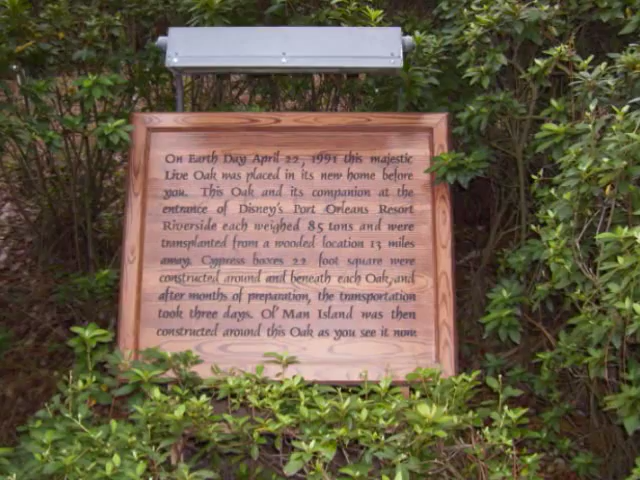 On Earth Day, April 22, 1991 this majestic
Live Oak was placed in its new home before
you. This Oak and its companion at the
entrance of Disney's Port Orleans Resort
Riverside each weighed 85 tons and were
transplanted from a wooded location 13 miles
away. Cypress boxes 22 foot square were
constructed around and beneath each Oak, and
after months of preparation, the transportation
took three days. Ol' Man Island was then
constructed around this Oak as you see it now.